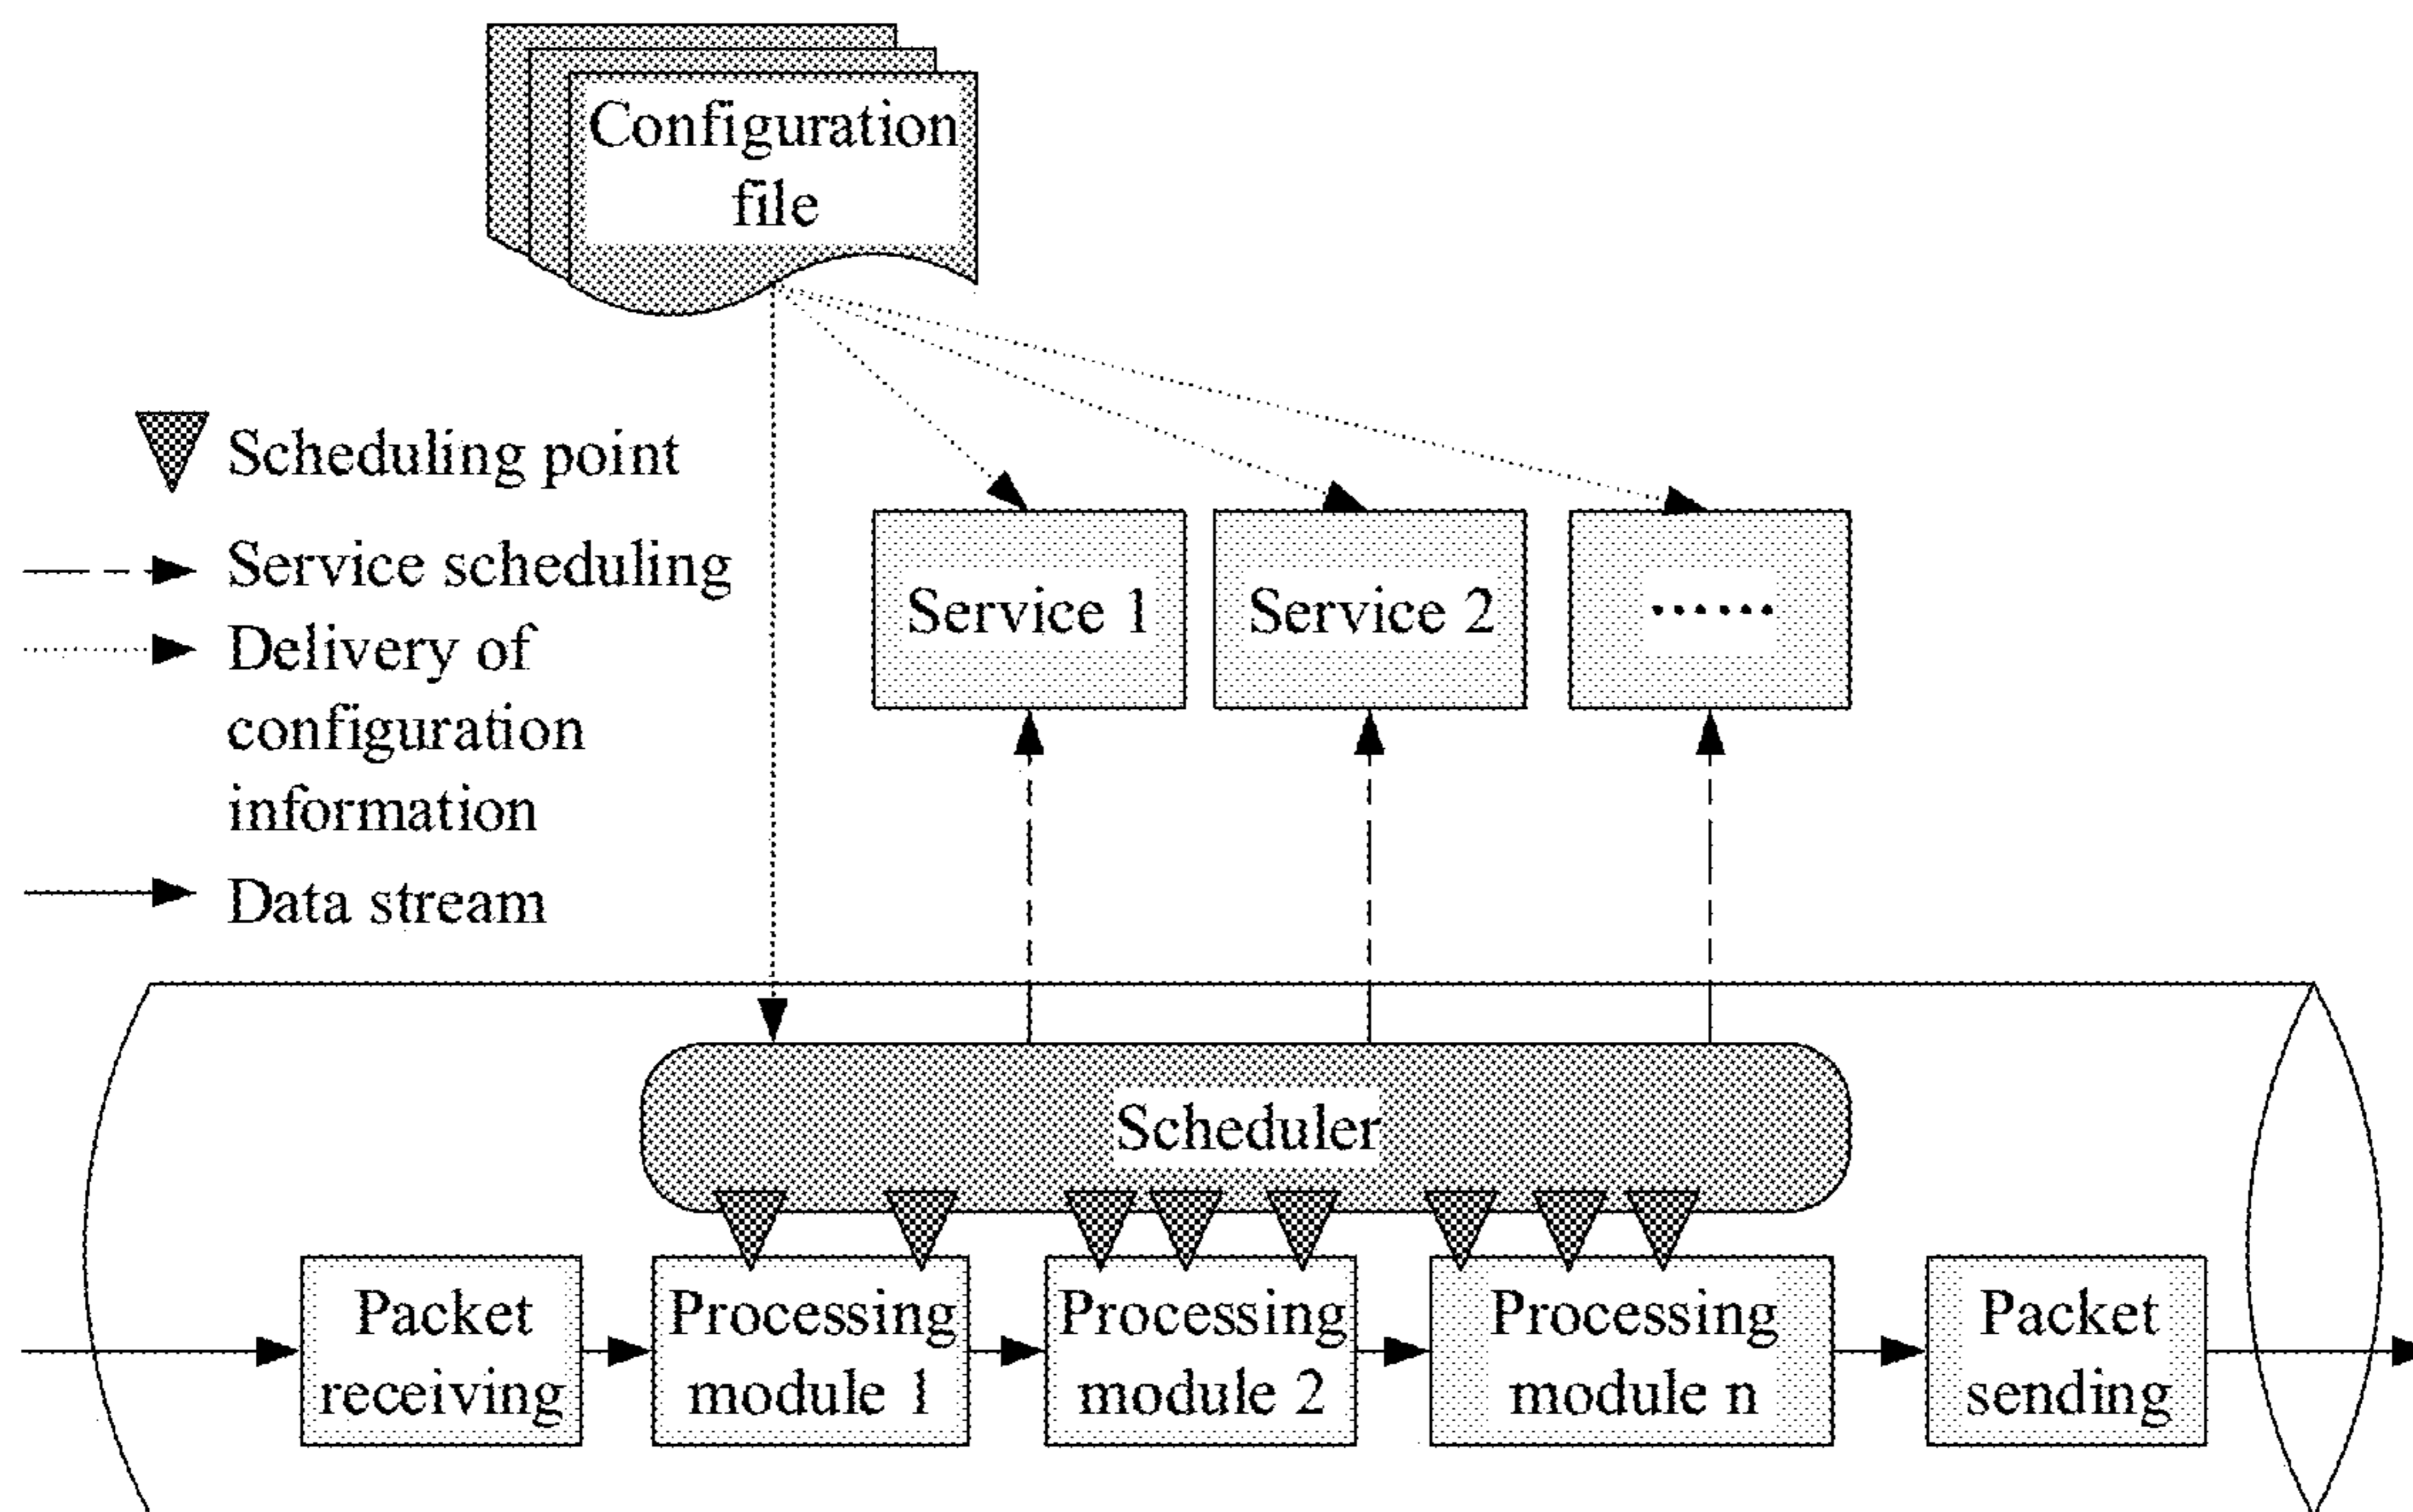 Configuration
file
Scheduling point
Service scheduling
Delivery of
configuration
information
Data stream
Service 1
Service 2
······
Scheduler
Packet
receiving
Processing
module 1
Processing
module 2
Processing
module n
Packet
sending